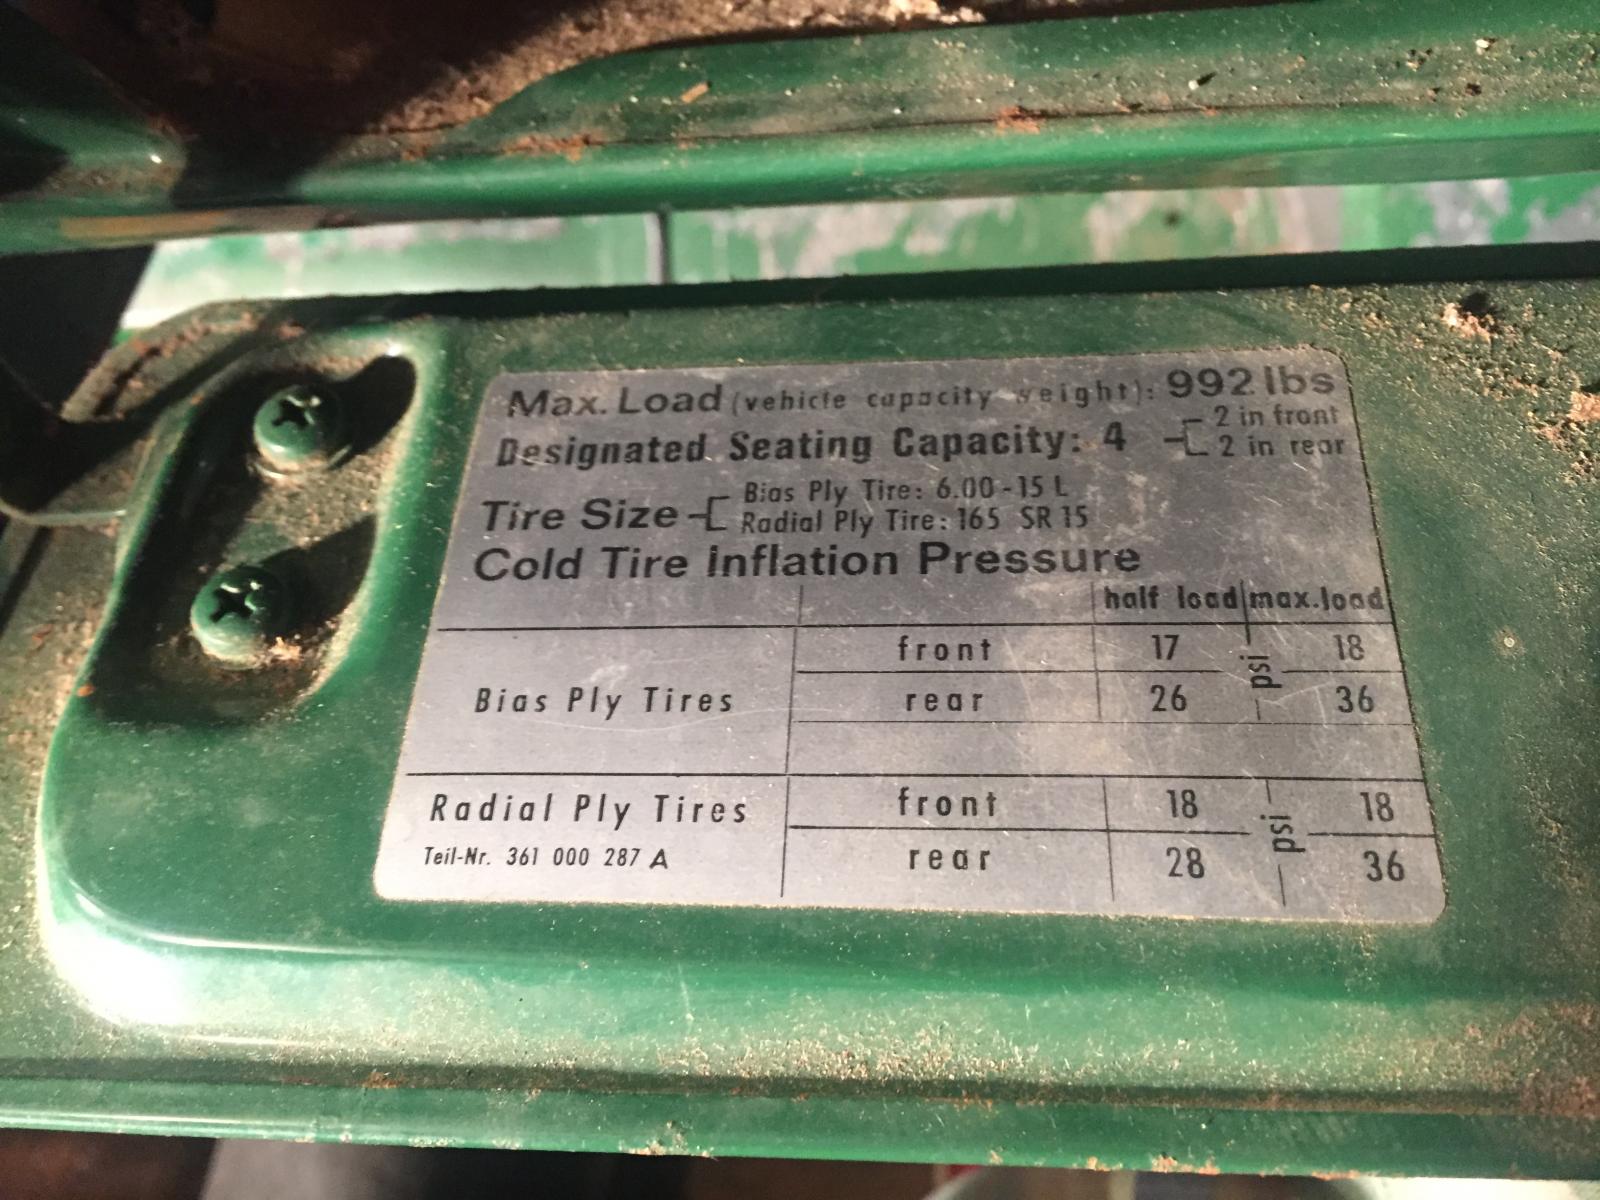 Max. Load (vehicle capacity weight): 992 lbs
Designated Seating Capacity: 4 2 in front
2 in rear
Tire Size Bias Ply Tire: 6.00-15 L
Radial Ply Tire: 165 SR 15
Cold Tire Inflation Pressure
half load max. load
Bias Ply Tires front 17 psi 18
rear 26 36
Radial Ply Tires front 18 psi 18
Teil-Nr. 361 000 287 A rear 28 36